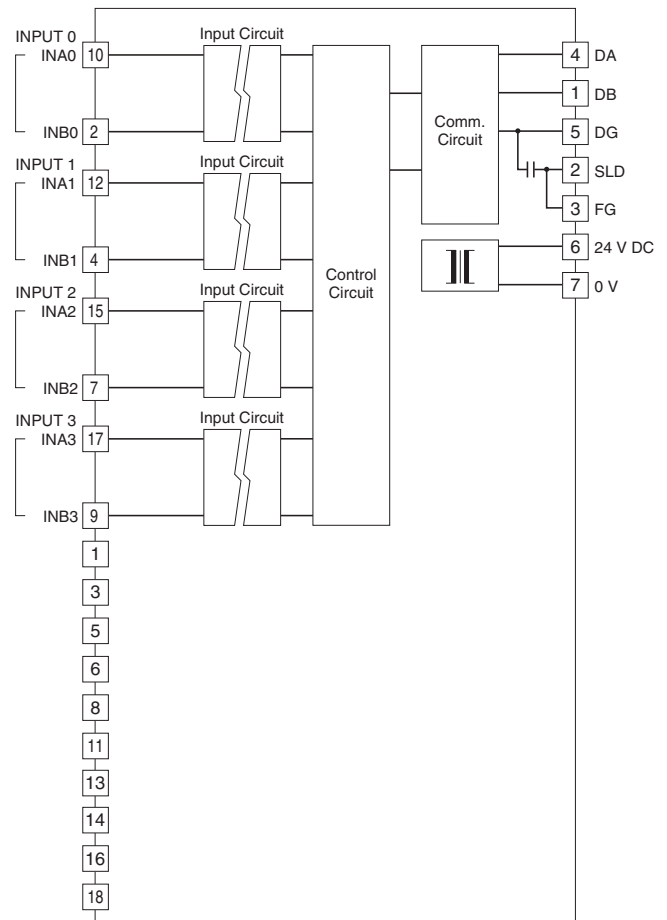 INPUT 0
INA0 10
INB0 2
Input Circuit
INPUT 1
INA1 12
INB1 4
Input Circuit
INPUT 2
INA2 15
INB2 7
Input Circuit
INPUT 3
INA3 17
INB3 9
Input Circuit
1
3
5
6
8
11
13
14
16
18
Control
Circuit
Comm.
Circuit
4 DA
1 DB
5 DG
2 SLD
3 FG
6 24 V DC
7 0 V